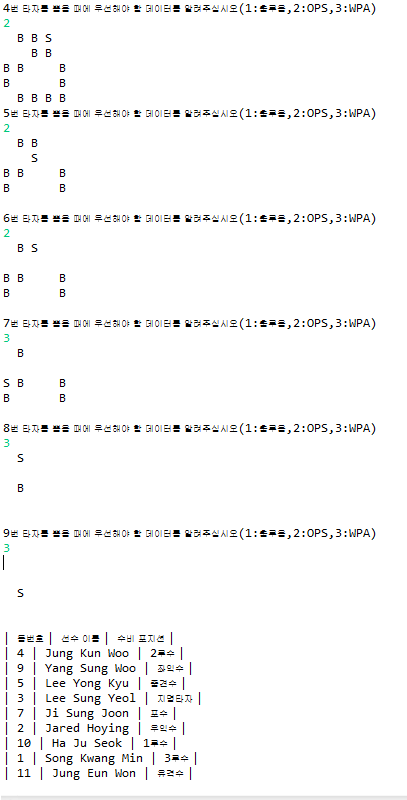 4번 타자를 뽑을 때에 우선해야 할 데이터를 알려주십시오(1:출루율,2:OPS,3:WPA)
2
B B S
B B
B B B
B B
B B B B
5번 타자를 뽑을 때에 우선해야 할 데이터를 알려주십시오(1:출루율,2:OPS,3:WPA)
2
B B
S
B B B
B B
6번 타자를 뽑을 때에 우선해야 할 데이터를 알려주십시오(1:출루율,2:OPS,3:WPA)
2
B S
B B B
B B
7번 타자를 뽑을 때에 우선해야 할 데이터를 알려주십시오(1:출루율,2:OPS,3:WPA)
3
B
S B B
B B
8번 타자를 뽑을 때에 우선해야 할 데이터를 알려주십시오(1:출루율,2:OPS,3:WPA)
3
S
B
9번 타자를 뽑을 때에 우선해야 할 데이터를 알려주십시오(1:출루율,2:OPS,3:WPA)
3
S
| 등번호 | 선수 이름 | 수비 포지션 |
| 4 | Jung Kun Woo | 2루수 |
| 9 | Yang Sung Woo | 좌익수 |
| 5 | Lee Yong Kyu | 중견수 |
| 3 | Lee Sung Yeol | 지명타자 |
| 7 | Ji Sung Joon | 포수 |
| 2 | Jared Hoying | 우익수 |
| 10 | Ha Ju Seok | 1루수 |
| 1 | Song Kwang Min | 3루수 |
| 11 | Jung Eun Won | 유격수 |